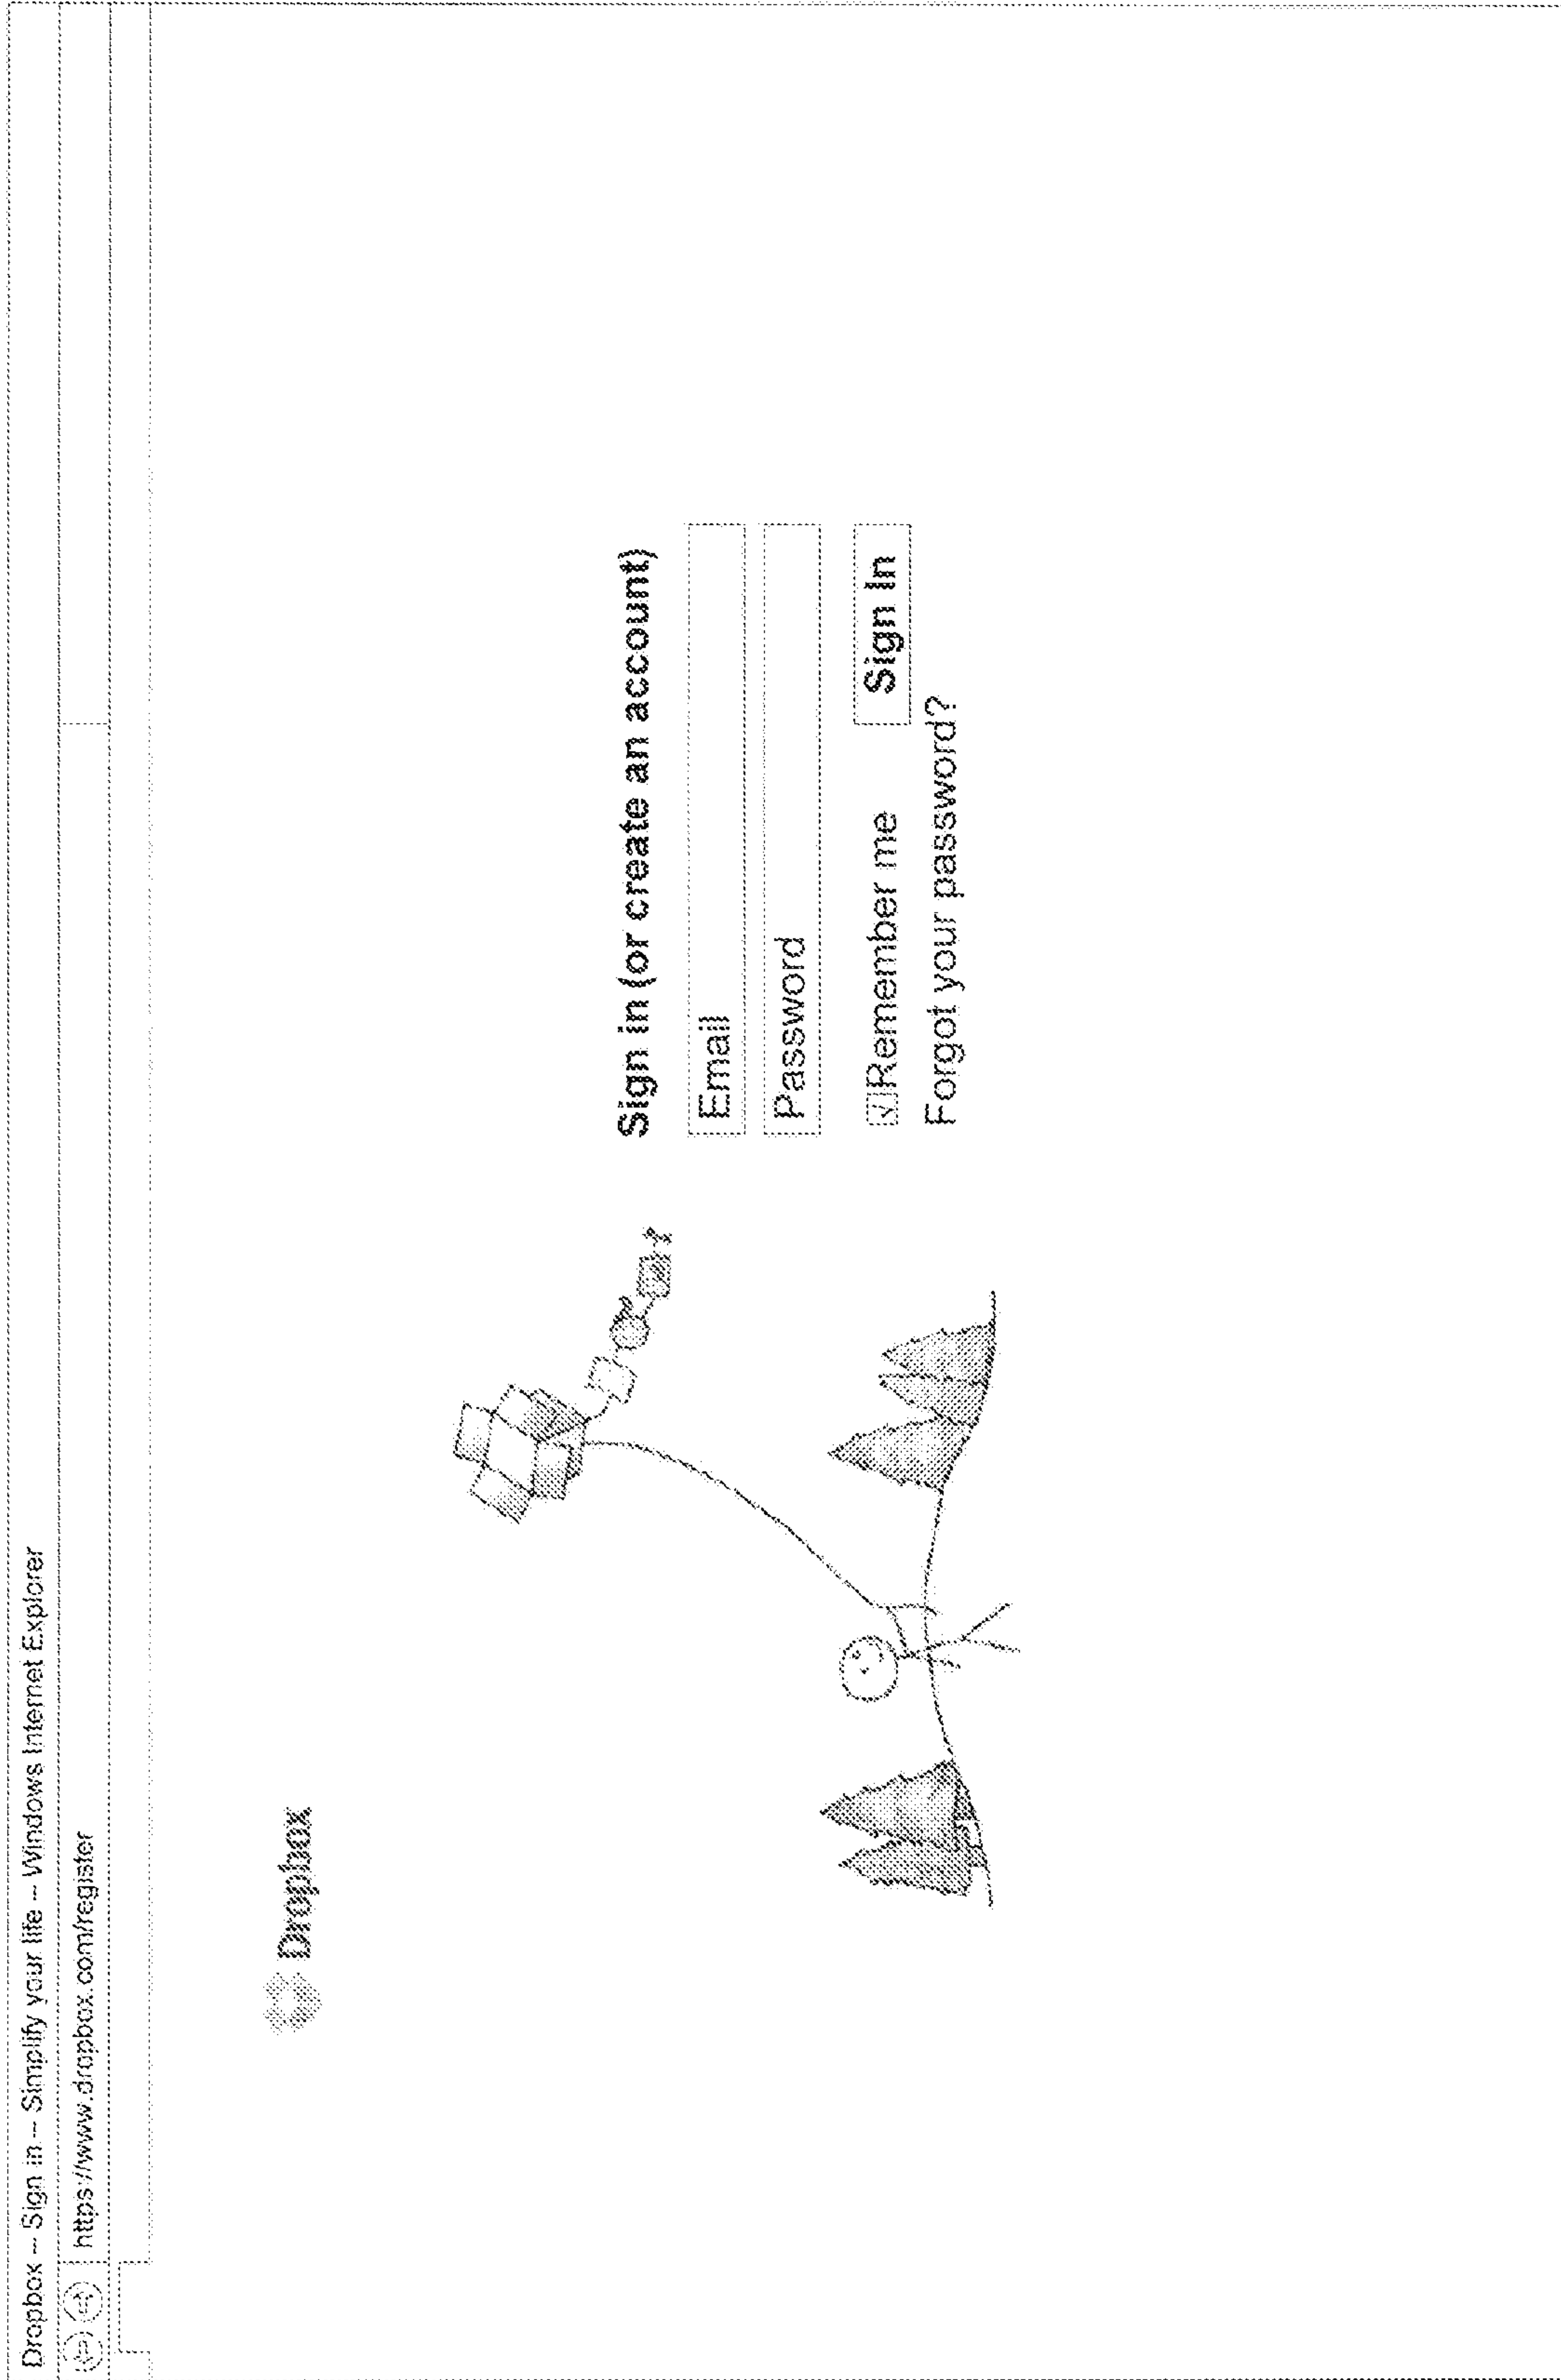 Dropbox -- Sign in -- Simplify your life -- Windows Internet Explorer
https://www.dropbox.com/register
Dropbox
Sign in (or create an account)
Email
Password
Remember me
Sign In
Forgot your password?